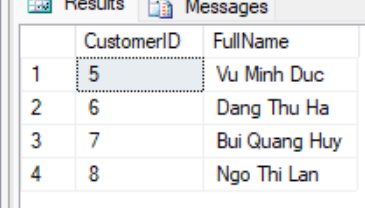 Results Messages
CustomerID FullName
1 5 Vu Minh Duc
2 6 Dang Thu Ha
3 7 Bui Quang Huy
4 8 Ngo Thi Lan